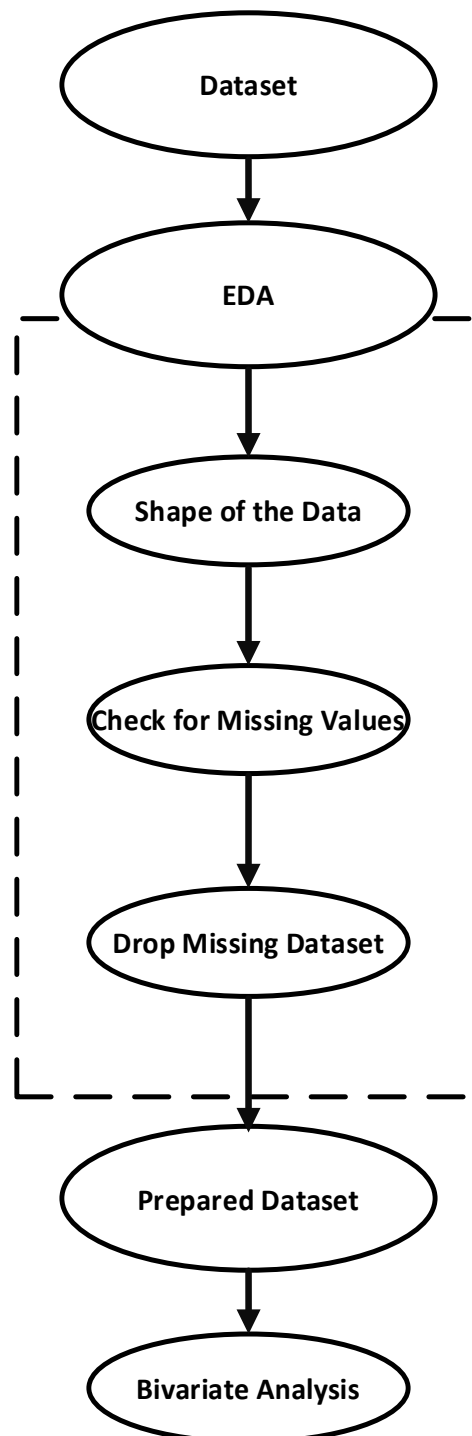 Dataset
EDA
Shape of the Data
Check for Missing Values
Drop Missing Dataset
Prepared Dataset
Bivariate Analysis